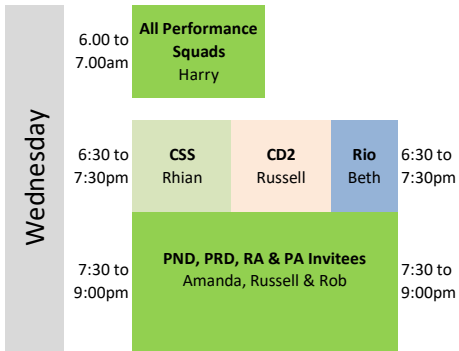 Wednesday
6.00 to
7.00am
All Performance
Squads
Harry
6:30 to
7:30pm
CSS
Rhian
CD2
Russell
Rio
Beth
6:30 to
7:30pm
7:30 to
9:00pm
PND, PRD, RA & PA Invitees
Amanda, Russell & Rob
7:30 to
9:00pm